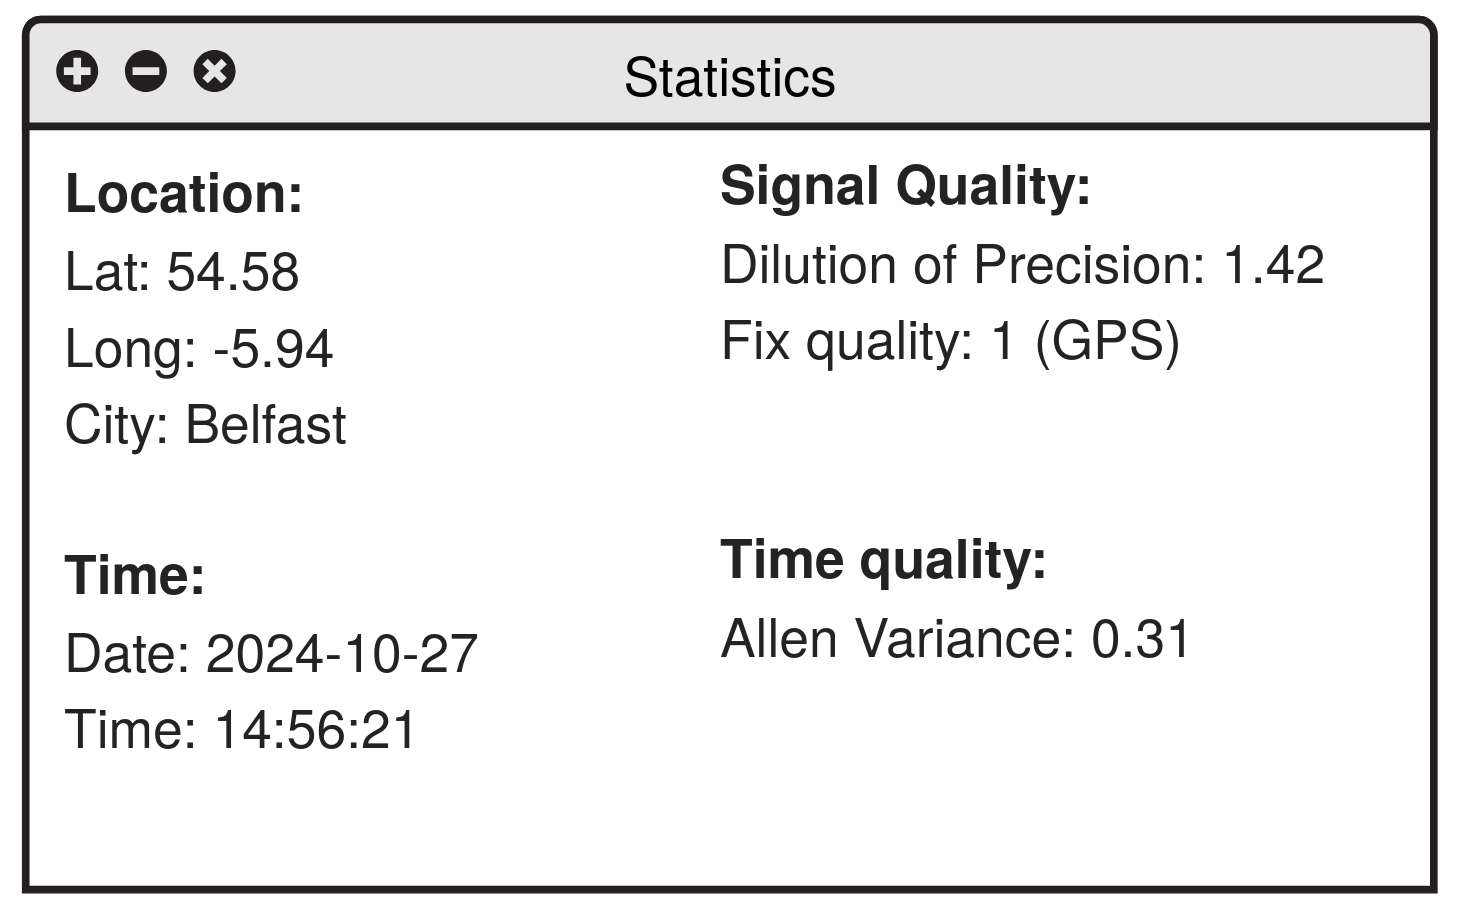 Statistics
Location:
Lat: 54.58
Long: -5.94
City: Belfast
Time:
Date: 2024-10-27
Time: 14:56:21
Signal Quality:
Dilution of Precision: 1.42
Fix quality: 1 (GPS)
Time quality:
Allen Variance: 0.31